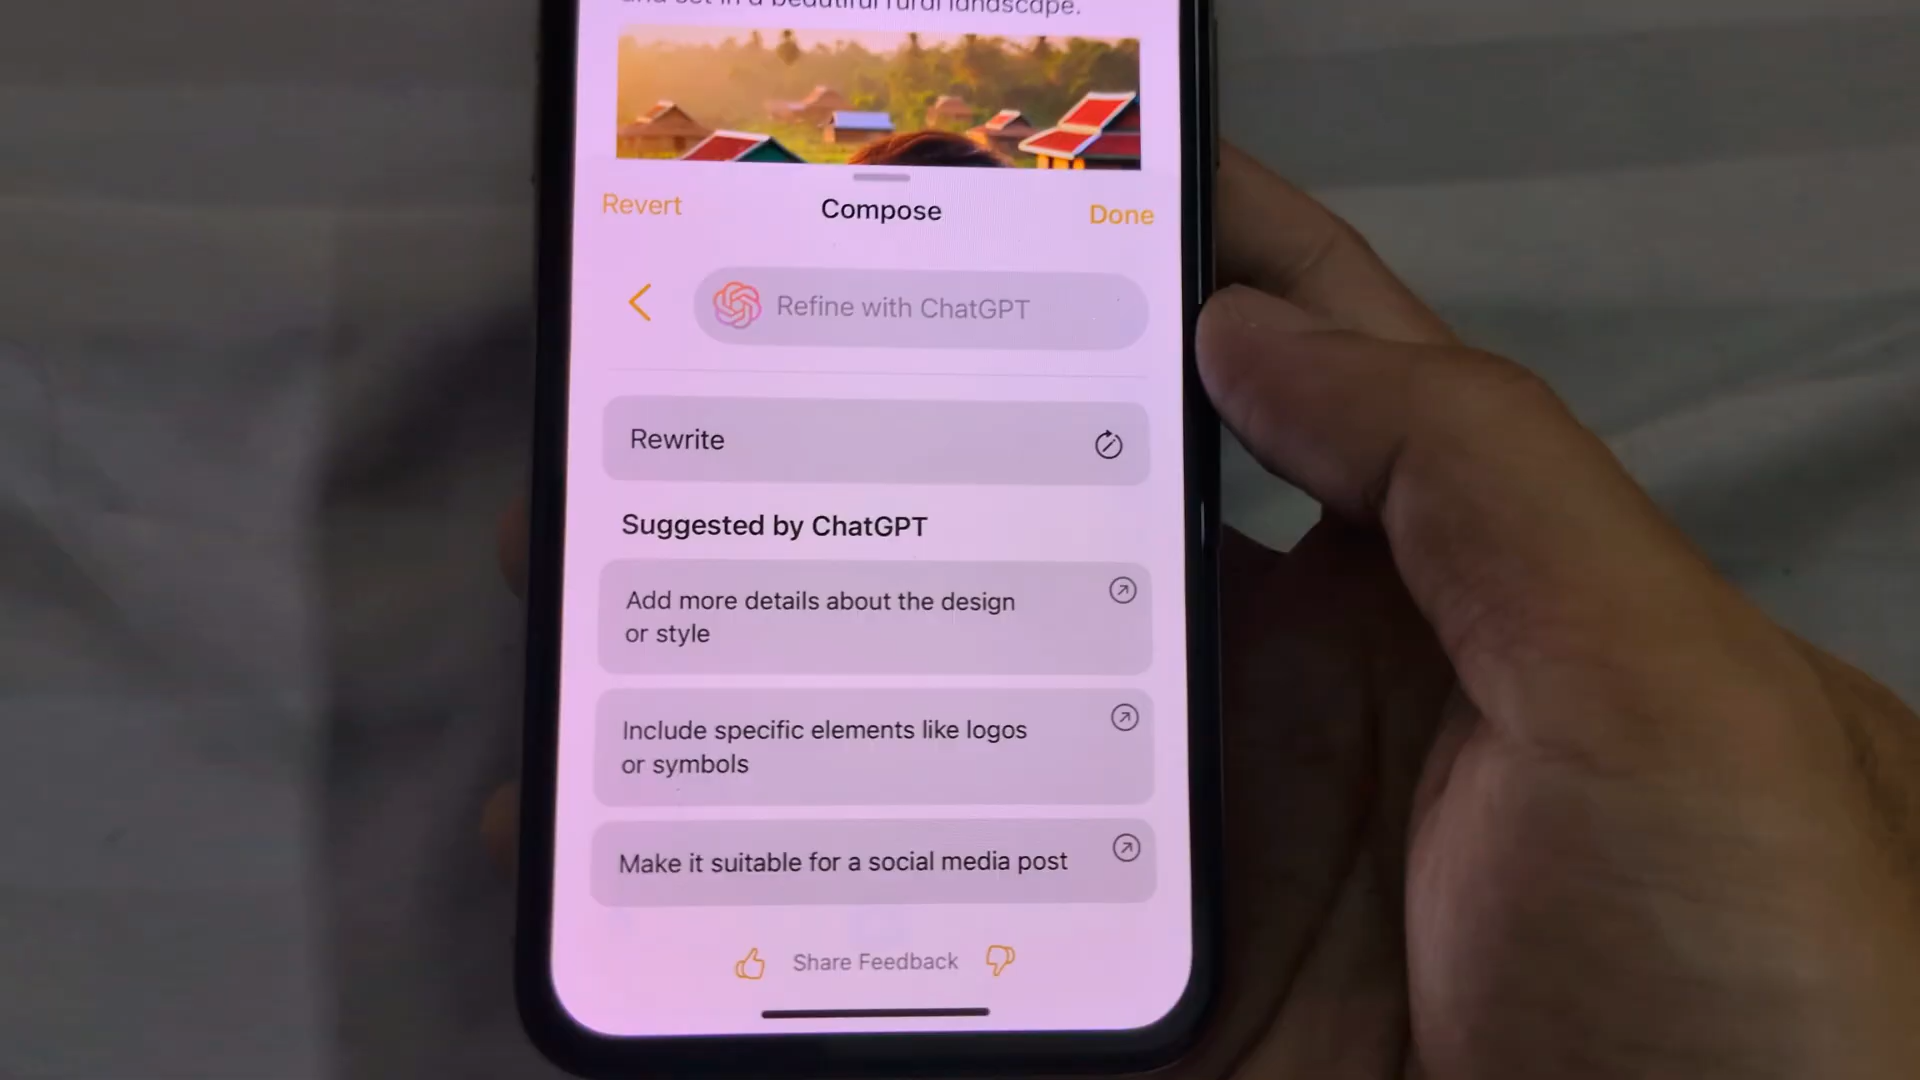 and set in a beautiful rural landscape.
Revert
Compose
Done
Refine with ChatGPT
Rewrite
Suggested by ChatGPT
Add more details about the design
or style
Include specific elements like logos
or symbols
Make it suitable for a social media post
Share Feedback